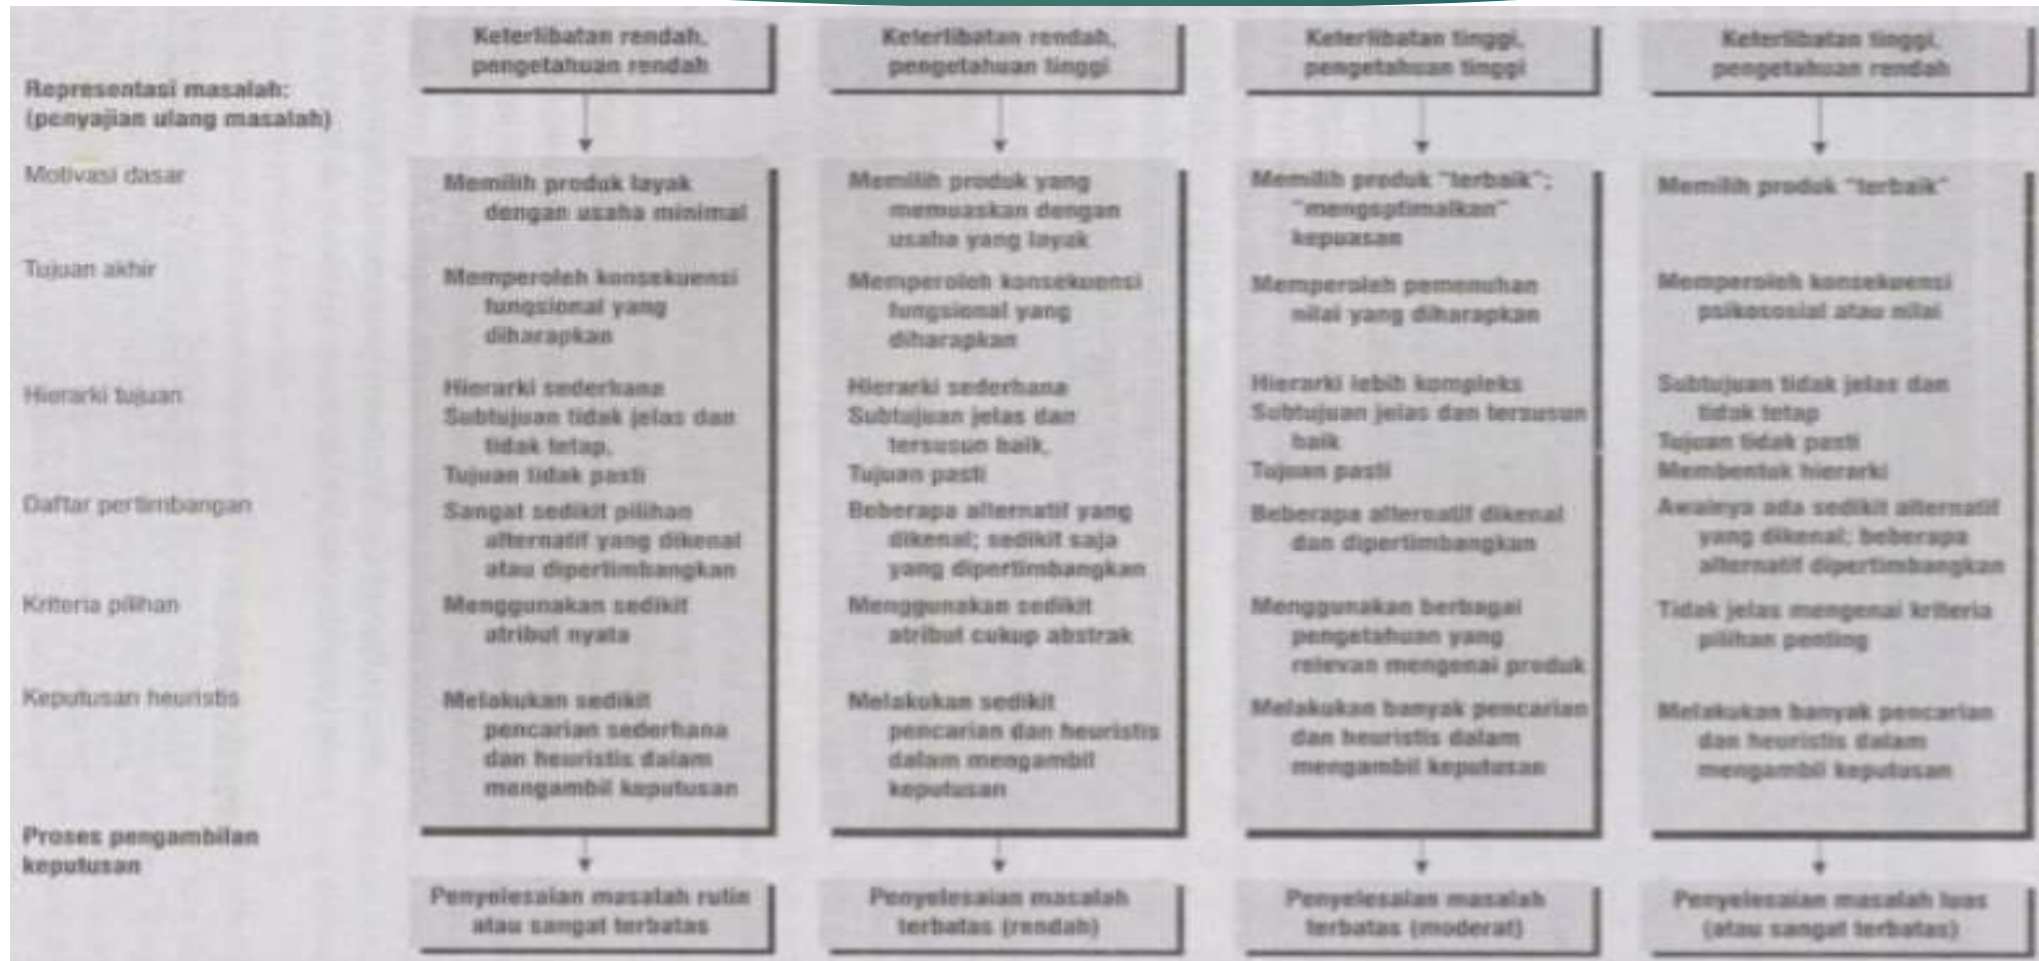 Keterlibatan rendah,
pengetahuan rendah
Keterlibatan rendah,
pengetahuan tinggi
Keterlibatan tinggi,
pengetahuan tinggi
Keterlibatan tinggi,
pengetahuan rendah
Representasi masalah:
(penyajian ulang masalah)
Motivasi dasar
Memilih produk layak
dengan usaha minimal
Memilih produk yang
memuaskan dengan
usaha yang layak
Memilih produk "terbaik";
"mengoptimalkan"
kepuasan
Memilih produk "terbaik"
Tujuan akhir
Memperoleh konsekuensi
fungsional yang
diharapkan
Memperoleh konsekuensi
fungsional yang
diharapkan
Memperoleh pemenuhan
nilai yang diharapkan
Memperoleh konsekuensi
psikososial atau nilai
Hierarki tujuan
Hierarki sederhana
Subtujuan tidak jelas dan
tidak tetap,
Tujuan tidak pasti
Hierarki sederhana
Subtujuan jelas dan
tersusun baik,
Tujuan pasti
Hierarki lebih kompleks
Subtujuan jelas dan tersusun
baik
Tujuan pasti
Subtujuan tidak jelas dan
tidak tetap
Tujuan tidak pasti
Membentuk hierarki
Daftar pertimbangan
Sangat sedikit pilihan
alternatif yang dikenal
atau dipertimbangkan
Beberapa alternatif yang
dikenal; sedikit saja
yang dipertimbangkan
Beberapa alternatif dikenal
dan dipertimbangkan
Awalnya ada sedikit alternatif
yang dikenal; beberapa
alternatif dipertimbangkan
Kriteria pilihan
Menggunakan sedikit
atribut nyata
Menggunakan sedikit
atribut cukup abstrak
Menggunakan berbagai
pengetahuan yang
relevan mengenai produk
Tidak jelas mengenai kriteria
pilihan penting
Keputusan heuristis
Melakukan sedikit
pencarian sederhana
dan heuristis dalam
mengambil keputusan
Melakukan sedikit
pencarian dan heuristis
dalam mengambil
keputusan
Melakukan banyak pencarian
dan heuristis dalam
mengambil keputusan
Melakukan banyak pencarian
dan heuristis dalam
mengambil keputusan
Proses pengambilan
keputusan
Penyelesaian masalah rutin
atau sangat terbatas
Penyelesaian masalah
terbatas (rendah)
Penyelesaian masalah
terbatas (moderat)
Penyelesaian masalah luas
(atau sangat terbatas)